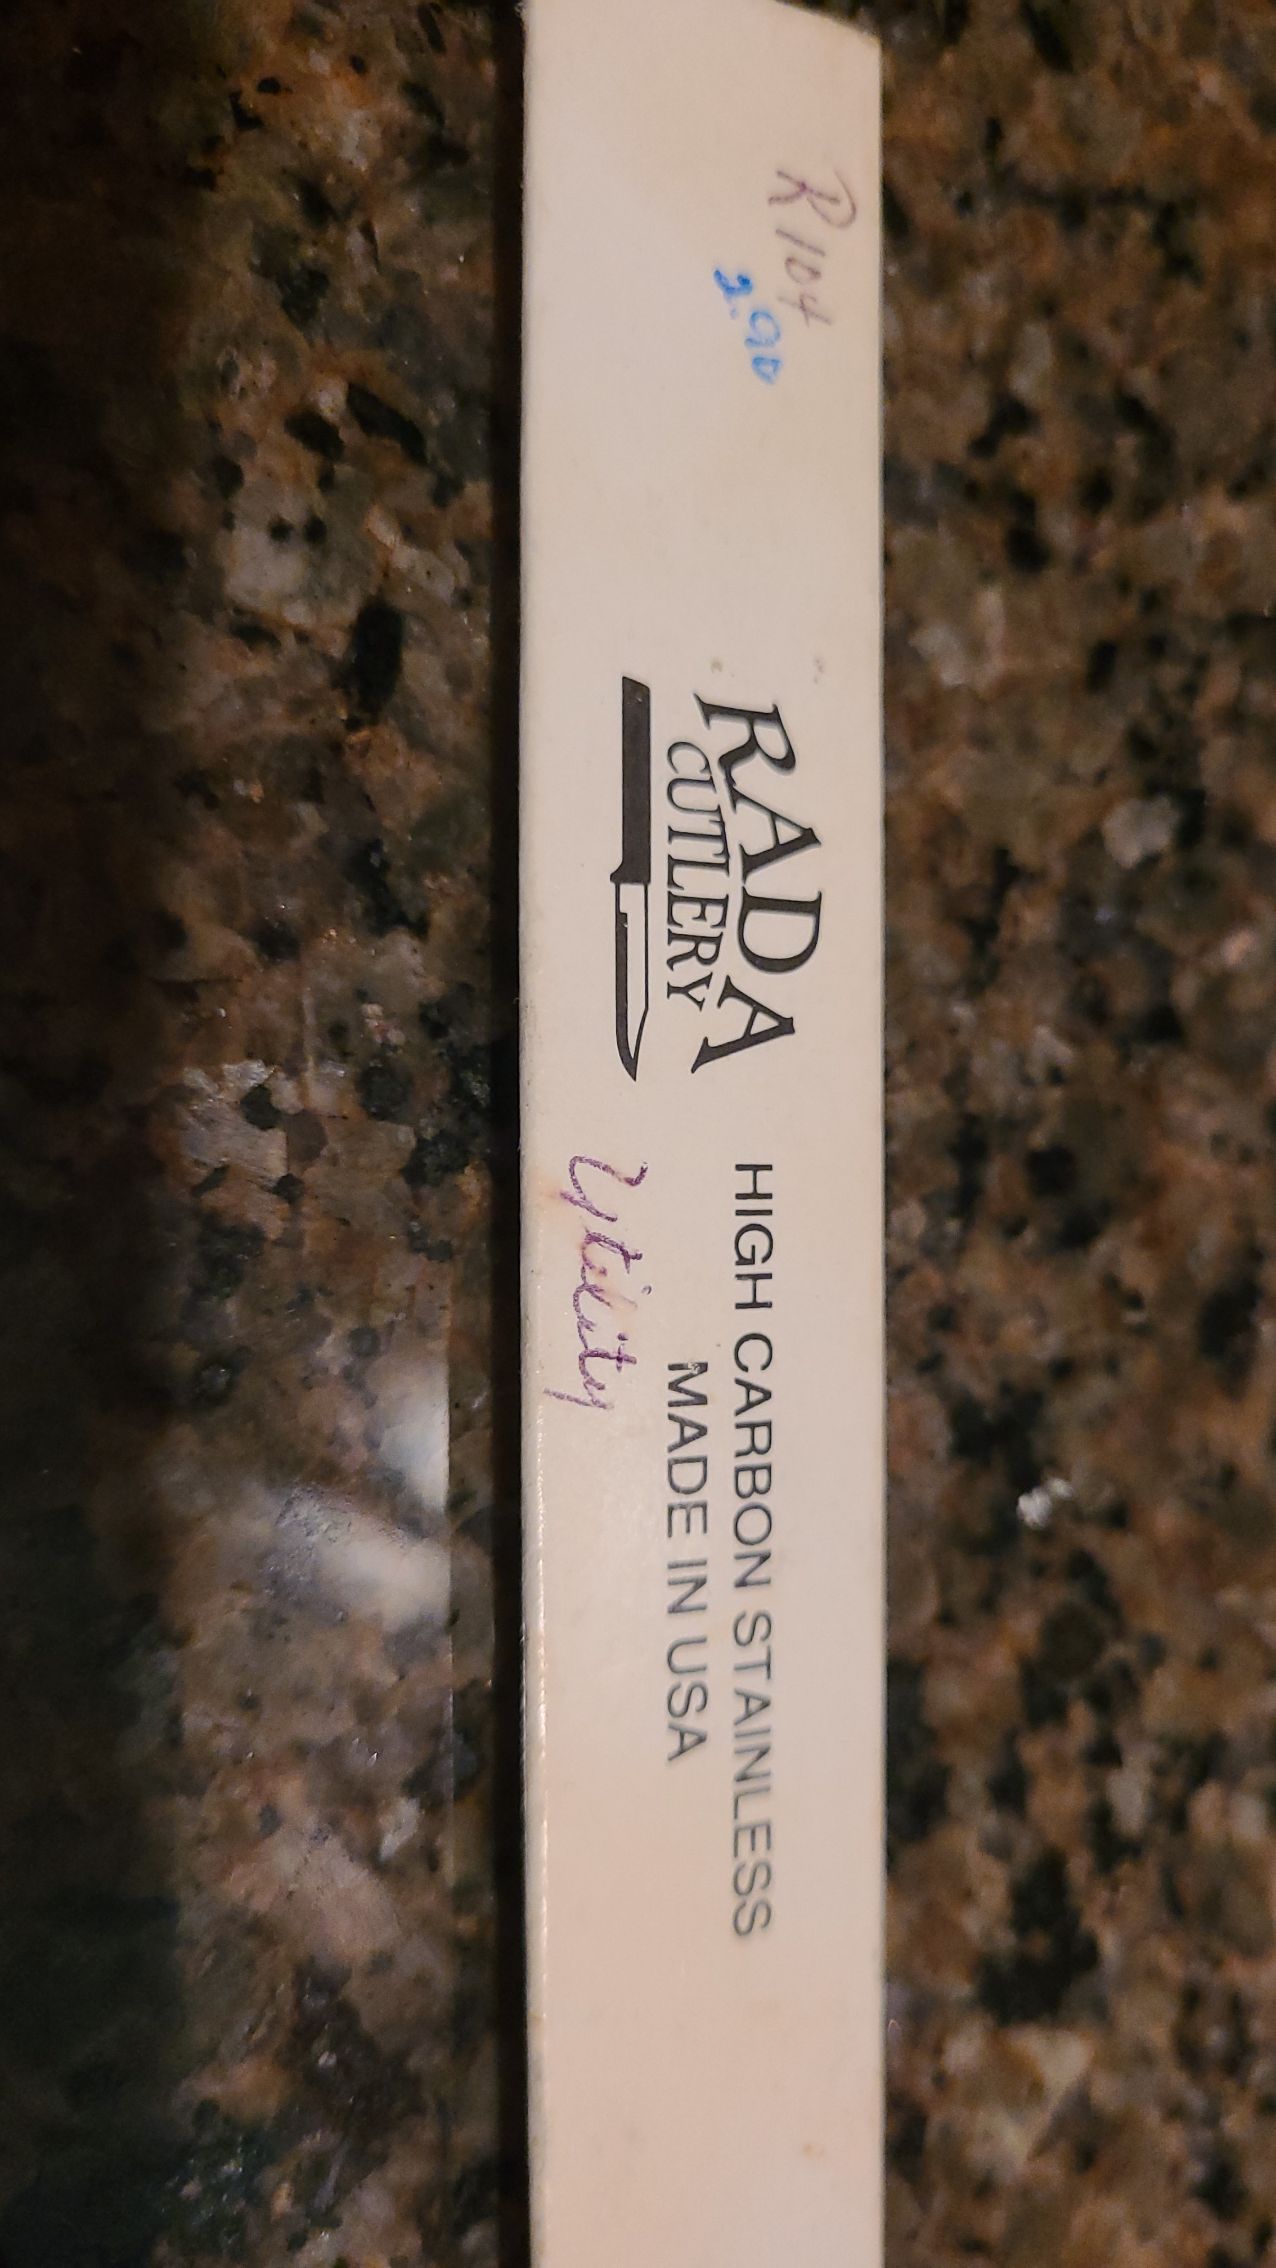 R104
2.90
RADA
CUTLERY
HIGH CARBON STAINLESS
MADE IN USA
Utility